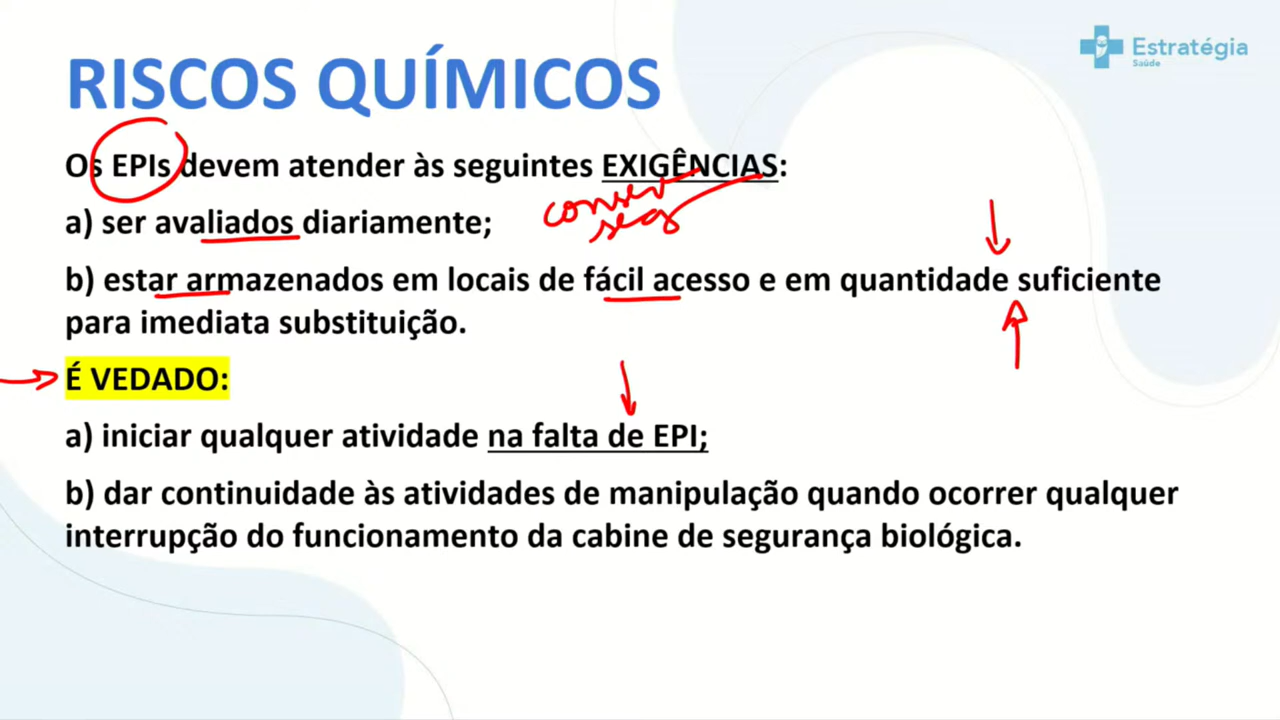 Estratégia
Saúde
RISCOS QUÍMICOS
Os EPIs devem atender às seguintes EXIGÊNCIAS:
conserv
seg
a) ser avaliados diariamente;
b) estar armazenados em locais de fácil acesso e em quantidade suficiente
para imediata substituição.
É VEDADO:
a) iniciar qualquer atividade na falta de EPI;
b) dar continuidade às atividades de manipulação quando ocorrer qualquer
interrupção do funcionamento da cabine de segurança biológica.